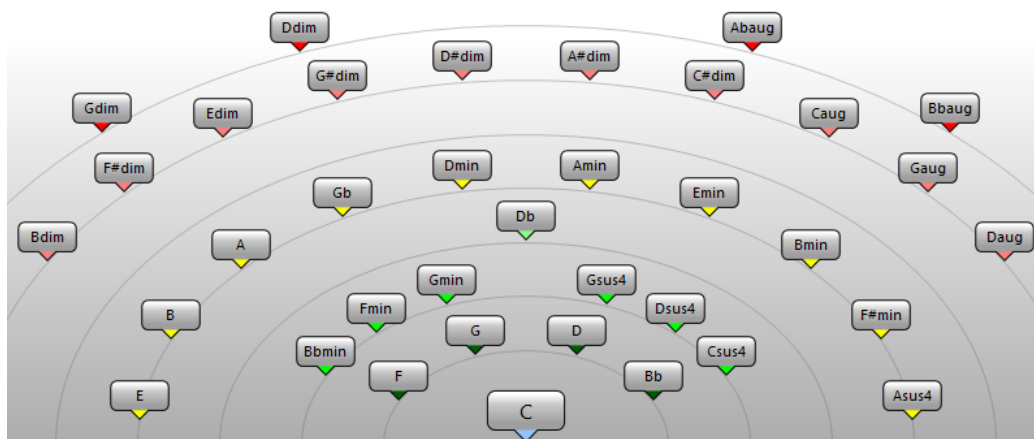 Ddim
Abaug
D#dim
A#dim
G#dim
C#dim
Gdim
Edim
Caug
Bbaug
F#dim
Dmin
Amin
Gaug
Gb
Emin
Db
Bdim
A
Bmin
Daug
Gmin
Gsus4
B
Fmin
Dsus4
F#min
G
D
Bbmin
Csus4
F
Bb
E
C
Asus4